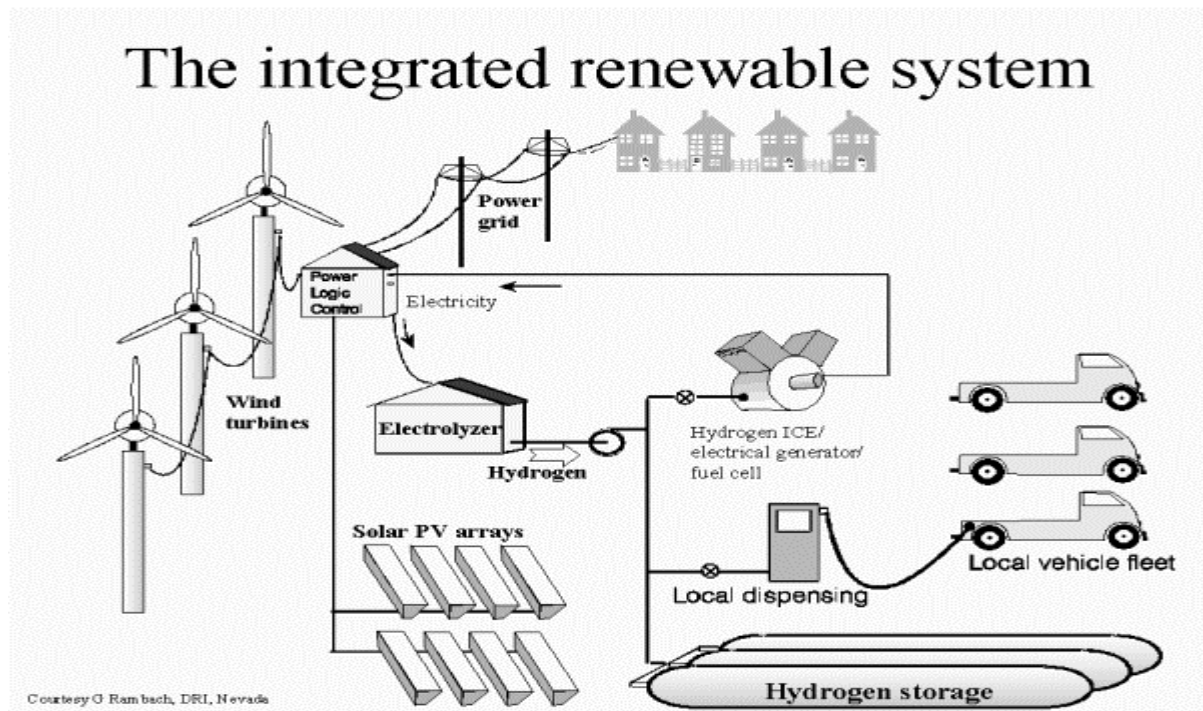 The integrated renewable system
Power
grid
Power
Logic
Control
Electricity
Wind
turbines
Electrolyzer
Hydrogen
Hydrogen ICE/
electrical generator/
fuel cell
Solar PV arrays
Local vehicle fleet
Local dispensing
Hydrogen storage
Courtesy G Rambach, DRI, Nevada